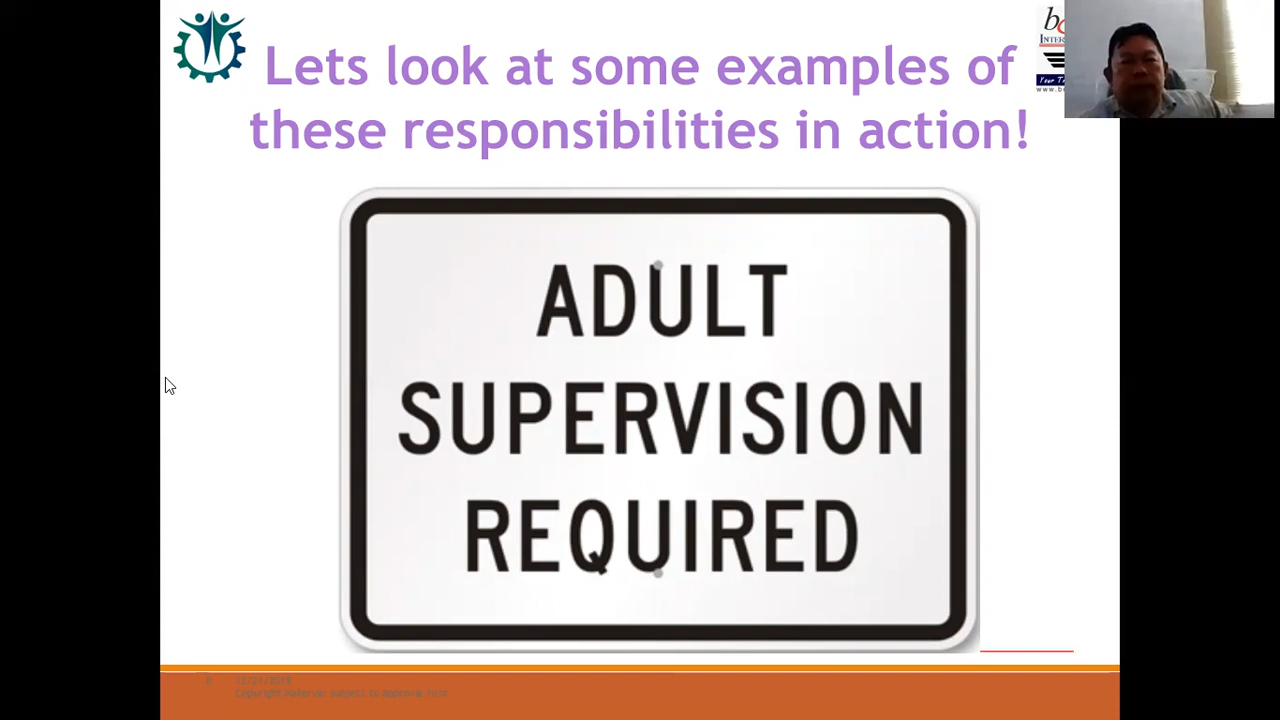 Lets look at some examples of
these responsibilities in action!
ADULT
SUPERVISION
REQUIRED